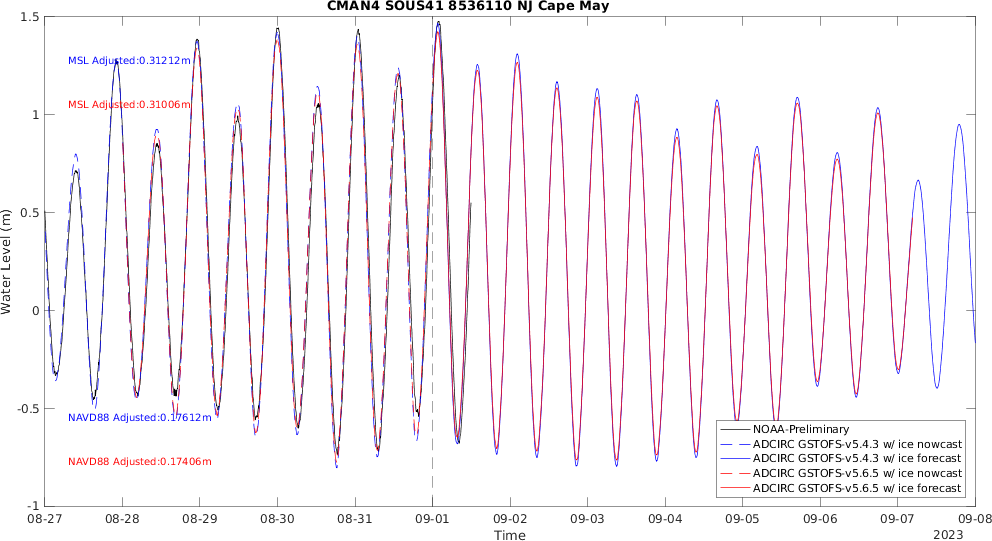 CMAN4 SOUS41 8536110 NJ Cape May
1.5
1
0.5
0
-0.5
-1
Water Level (m)
MSL Adjusted:0.31212m
MSL Adjusted:0.31006m
NAVD88 Adjusted:0.17612m
NAVD88 Adjusted:0.17406m
NOAA-Preliminary
ADCIRC GSTOFS-v5.4.3 w/ ice nowcast
ADCIRC GSTOFS-v5.4.3 w/ ice forecast
ADCIRC GSTOFS-v5.6.5 w/ ice nowcast
ADCIRC GSTOFS-v5.6.5 w/ ice forecast
08-27 08-28 08-29 08-30 08-31 09-01 09-02 09-03 09-04 09-05 09-06 09-07 09-08
Time
2023